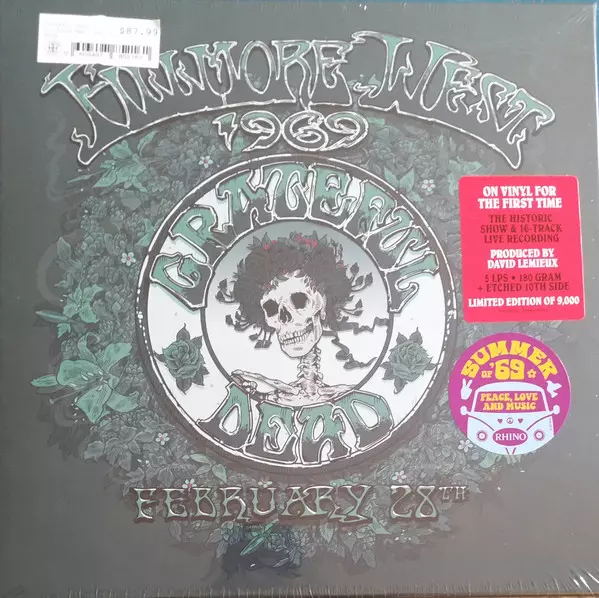 $87.99
FILLMORE WEST
1969
GRATEFUL
DEAD
FEBRUARY 28TH
ON VINYL FOR
THE FIRST TIME
THE HISTORIC
SHOW & 16-TRACK
LIVE RECORDING
PRODUCED BY
DAVID LEMIEUX
5 LPS • 180 GRAM
+ ETCHED 10TH SIDE
LIMITED EDITION OF 9,000
SUMMER
OF '69
PEACE, LOVE
AND MUSIC
RHINO